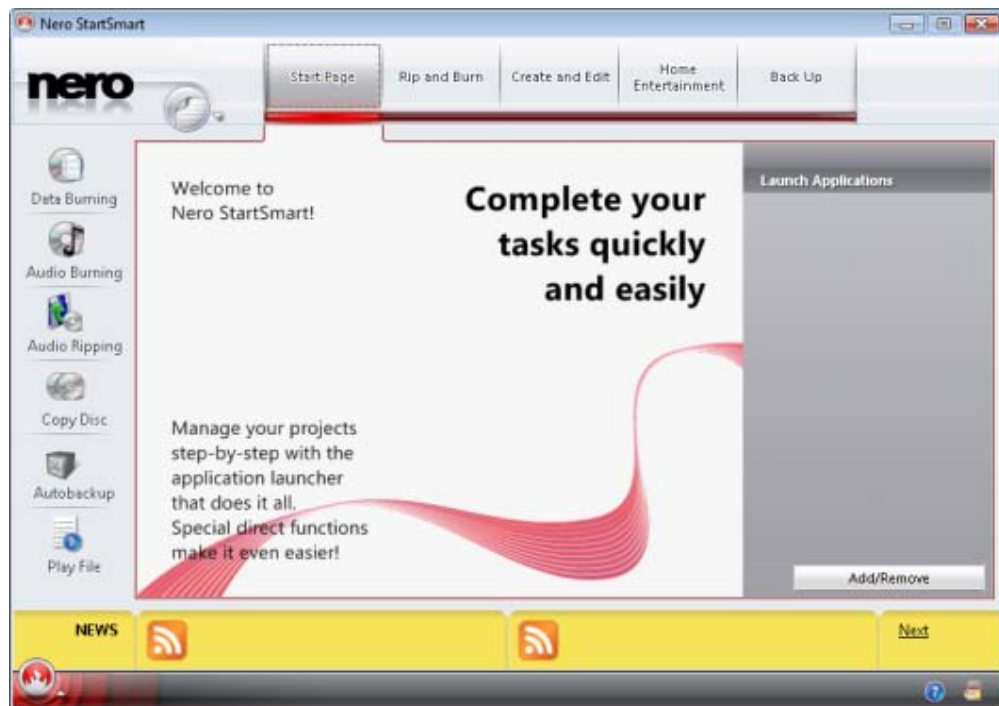 Nero StartSmart
nero
Start Page
Rip and Burn
Create and Edit
Home
Entertainment
Back Up
Data Burning
Audio Burning
Audio Ripping
Copy Disc
Autobackup
Play File
Welcome to
Nero StartSmart!
Complete your
tasks quickly
and easily
Manage your projects
step-by-step with the
application launcher
that does it all.
Special direct functions
make it even easier!
Launch Applications
Add/Remove
NEWS
Next